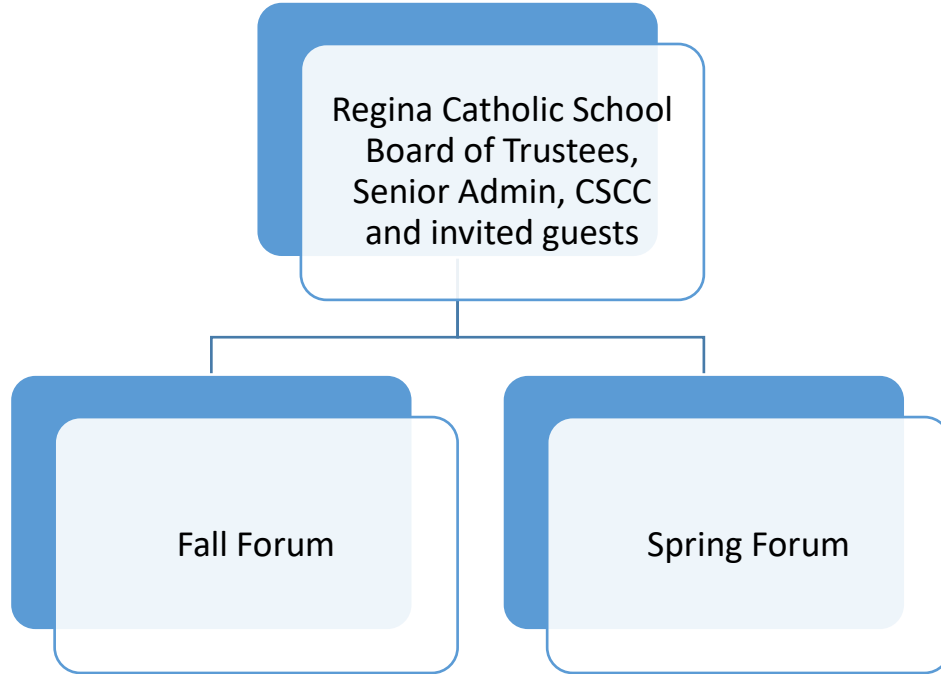 Regina Catholic School
Board of Trustees,
Senior Admin, CSCC
and invited guests
Fall Forum
Spring Forum